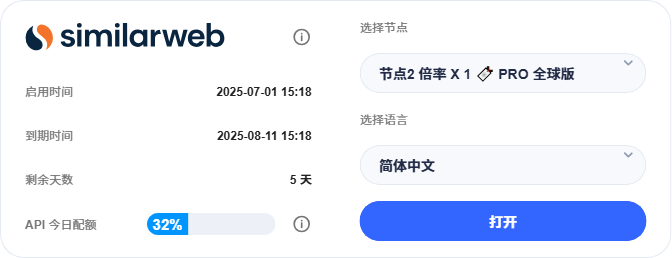 similarweb
启用时间 2025-07-01 15:18
到期时间 2025-08-11 15:18
剩余天数 5 天
API 今日配额 32%
选择节点
节点2 倍率 X 1 PRO 全球版
选择语言
简体中文
打开